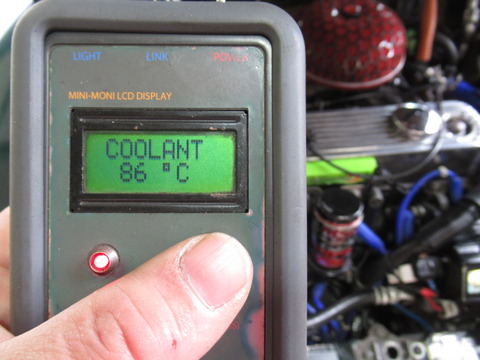 LIGHT LINK POWER
MINI-MONI LCD DISPLAY
COOLANT
86 °C